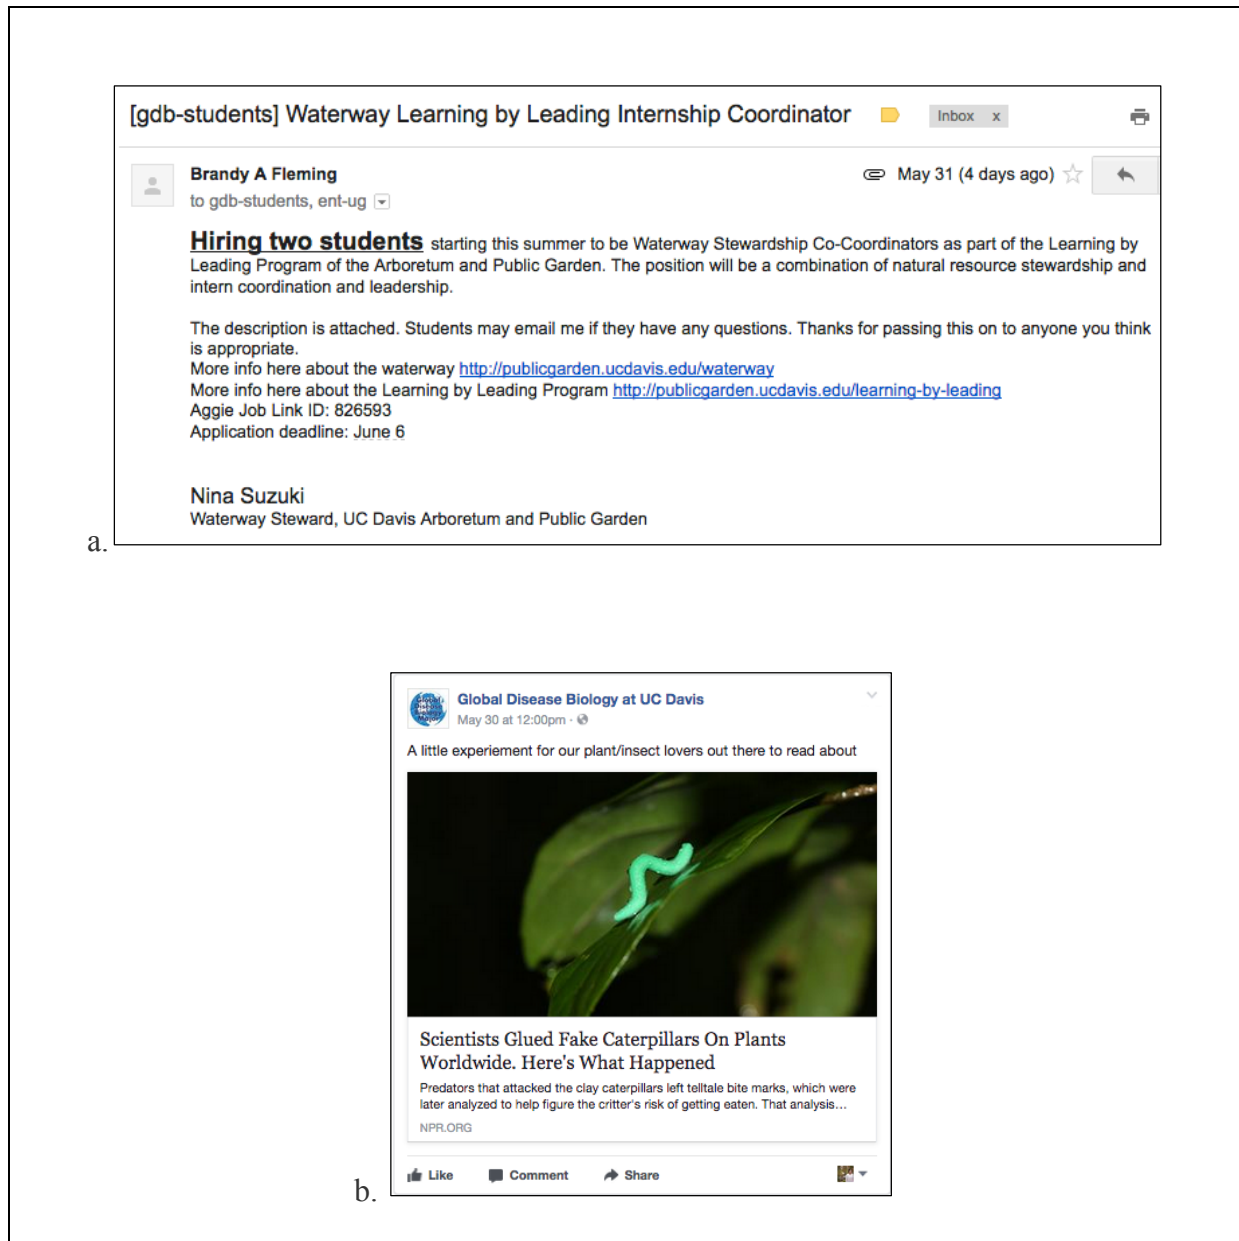 [gdb-students] Waterway Learning by Leading Internship Coordinator
Inbox x
Brandy A Fleming
May 31 (4 days ago)
to gdb-students, ent-ug
Hiring two students starting this summer to be Waterway Stewardship Co-Coordinators as part of the Learning by
Leading Program of the Arboretum and Public Garden. The position will be a combination of natural resource stewardship and
intern coordination and leadership.
The description is attached. Students may email me if they have any questions. Thanks for passing this on to anyone you think
is appropriate.
More info here about the waterway http://publicgarden.ucdavis.edu/waterway
More info here about the Learning by Leading Program http://publicgarden.ucdavis.edu/learning-by-leading
Aggie Job Link ID: 826593
Application deadline: June 6
Nina Suzuki
Waterway Steward, UC Davis Arboretum and Public Garden
a.
Global Disease Biology Major
Global Disease Biology at UC Davis
May 30 at 12:00pm ·
A little experiement for our plant/insect lovers out there to read about
Scientists Glued Fake Caterpillars On Plants
Worldwide. Here's What Happened
Predators that attacked the clay caterpillars left telltale bite marks, which were
later analyzed to help figure the critter's risk of getting eaten. That analysis...
NPR.ORG
Like Comment Share
b.